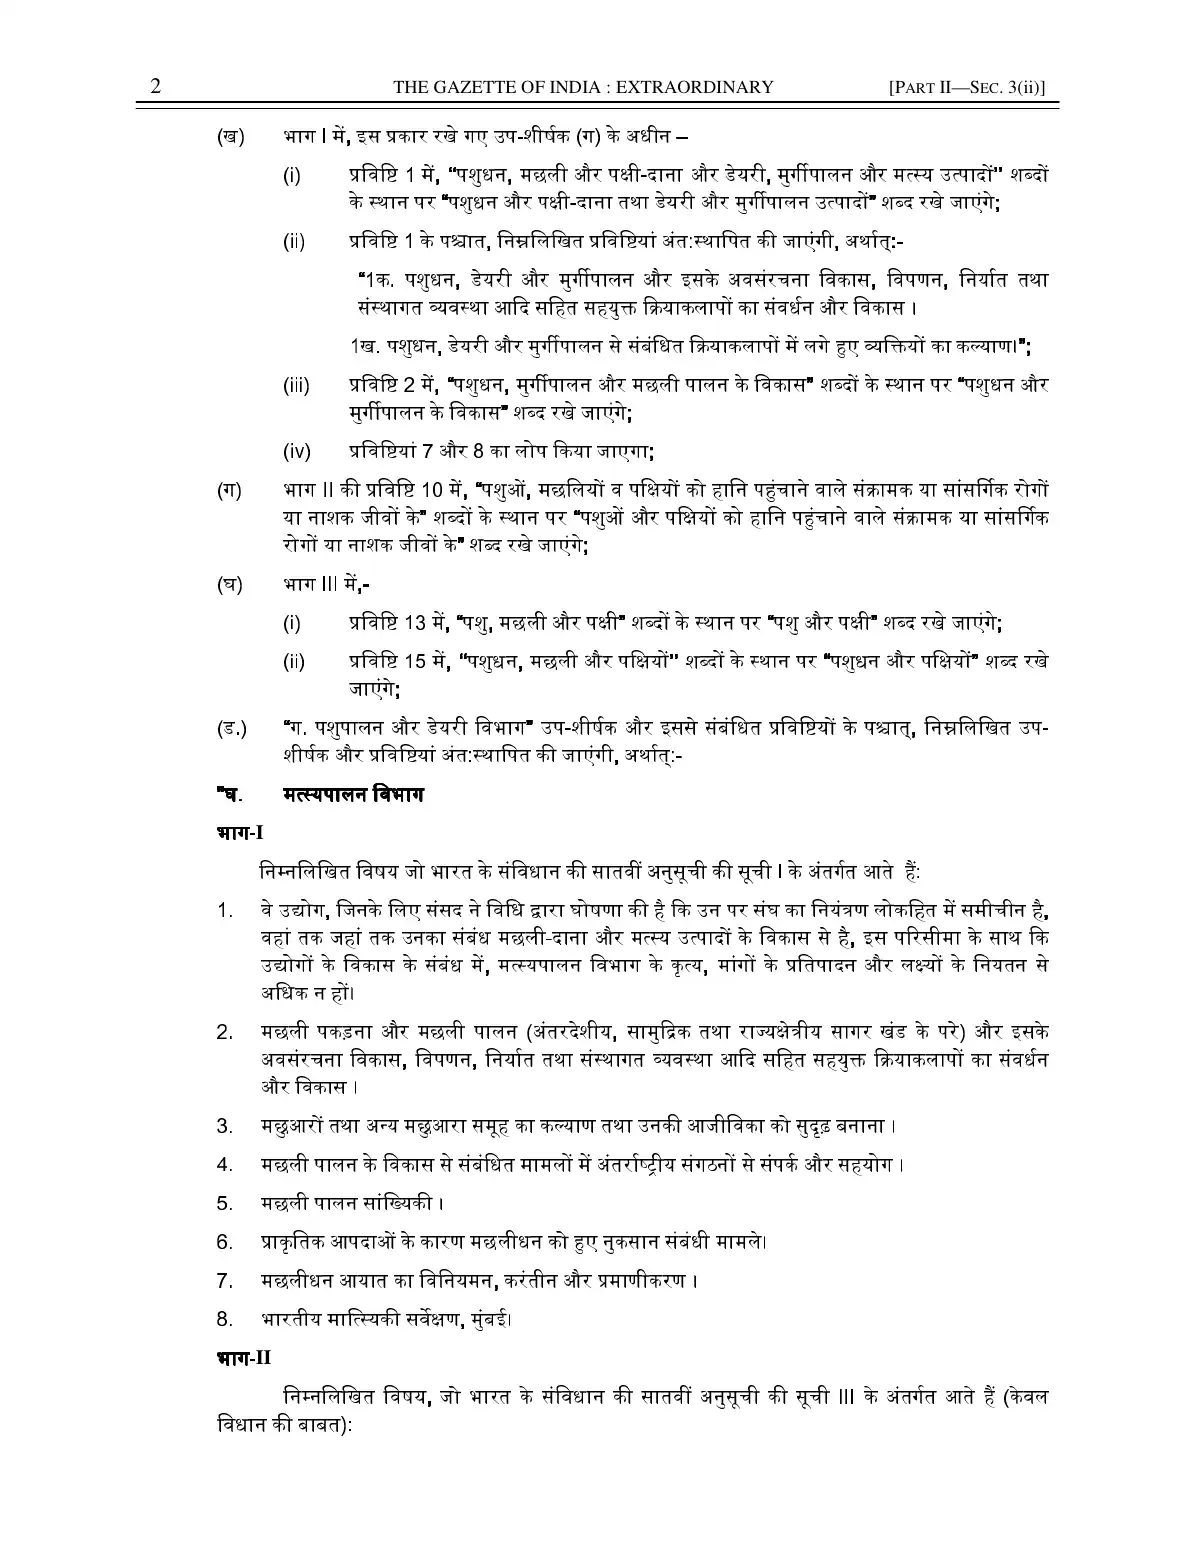 2 THE GAZETTE OF INDIA : EXTRAORDINARY [PART II—SEC. 3(ii)]
(ख) भाग I में, इस प्रकार रखे गए उप-शीर्षक (ग) के अधीन –
(i) प्रविष्टि 1 में, "पशुधन, मछली और पक्षी-दाना और डेयरी, मुर्गीपालन और मत्स्य उत्पादों" शब्दों
के स्थान पर "पशुधन और पक्षी-दाना तथा डेयरी और मुर्गीपालन उत्पादों" शब्द रखे जाएंगे;
(ii) प्रविष्टि 1 के पश्चात, निम्नलिखित प्रविष्टियां अंत:स्थापित की जाएंगी, अर्थात्:-
"1क. पशुधन, डेयरी और मुर्गीपालन और इसके अवसंरचना विकास, विपणन, निर्यात तथा
संस्थागत व्यवस्था आदि सहित सहयुक्त क्रियाकलापों का संवर्धन और विकास ।
1ख. पशुधन, डेयरी और मुर्गीपालन से संबंधित क्रियाकलापों में लगे हुए व्यक्तियों का कल्याण।";
(iii) प्रविष्टि 2 में, "पशुधन, मुर्गीपालन और मछली पालन के विकास" शब्दों के स्थान पर "पशुधन और
मुर्गीपालन के विकास" शब्द रखे जाएंगे;
(iv) प्रविष्टियां 7 और 8 का लोप किया जाएगा;
(ग) भाग II की प्रविष्टि 10 में, "पशुओं, मछलियों व पक्षियों को हानि पहुंचाने वाले संक्रामक या सांसर्गिक रोगों
या नाशक जीवों के" शब्दों के स्थान पर "पशुओं और पक्षियों को हानि पहुंचाने वाले संक्रामक या सांसर्गिक
रोगों या नाशक जीवों के" शब्द रखे जाएंगे;
(घ) भाग III में,-
(i) प्रविष्टि 13 में, "पशु, मछली और पक्षी" शब्दों के स्थान पर "पशु और पक्षी" शब्द रखे जाएंगे;
(ii) प्रविष्टि 15 में, "पशुधन, मछली और पक्षियों" शब्दों के स्थान पर "पशुधन और पक्षियों" शब्द रखे
जाएंगे;
(ड.) "ग. पशुपालन और डेयरी विभाग" उप-शीर्षक और इससे संबंधित प्रविष्टियों के पश्चात्, निम्नलिखित उप-
शीर्षक और प्रविष्टियां अंत:स्थापित की जाएंगी, अर्थात्:-
"घ. मत्स्यपालन विभाग
भाग-I
निम्नलिखित विषय जो भारत के संविधान की सातवीं अनुसूची की सूची I के अंतर्गत आते हैं:
1. वे उद्योग, जिनके लिए संसद ने विधि द्वारा घोषणा की है कि उन पर संघ का नियंत्रण लोकहित में समीचीन है,
वहां तक जहां तक उनका संबंध मछली-दाना और मत्स्य उत्पादों के विकास से है, इस परिसीमा के साथ कि
उद्योगों के विकास के संबंध में, मत्स्यपालन विभाग के कृत्य, मांगों के प्रतिपादन और लक्ष्यों के नियतन से
अधिक न हों।
2. मछली पकड़ना और मछली पालन (अंतरदेशीय, सामुद्रिक तथा राज्यक्षेत्रीय सागर खंड के परे) और इसके
अवसंरचना विकास, विपणन, निर्यात तथा संस्थागत व्यवस्था आदि सहित सहयुक्त क्रियाकलापों का संवर्धन
और विकास ।
3. मछुआरों तथा अन्य मछुआरा समूह का कल्याण तथा उनकी आजीविका को सुदृढ़ बनाना ।
4. मछली पालन के विकास से संबंधित मामलों में अंतर्राष्ट्रीय संगठनों से संपर्क और सहयोग ।
5. मछली पालन सांख्यिकी ।
6. प्राकृतिक आपदाओं के कारण मछलीधन को हुए नुकसान संबंधी मामले।
7. मछलीधन आयात का विनियमन, करंतीन और प्रमाणीकरण ।
8. भारतीय मात्स्यिकी सर्वेक्षण, मुंबई।
भाग-II
निम्नलिखित विषय, जो भारत के संविधान की सातवीं अनुसूची की सूची III के अंतर्गत आते हैं (केवल
विधान की बाबत):